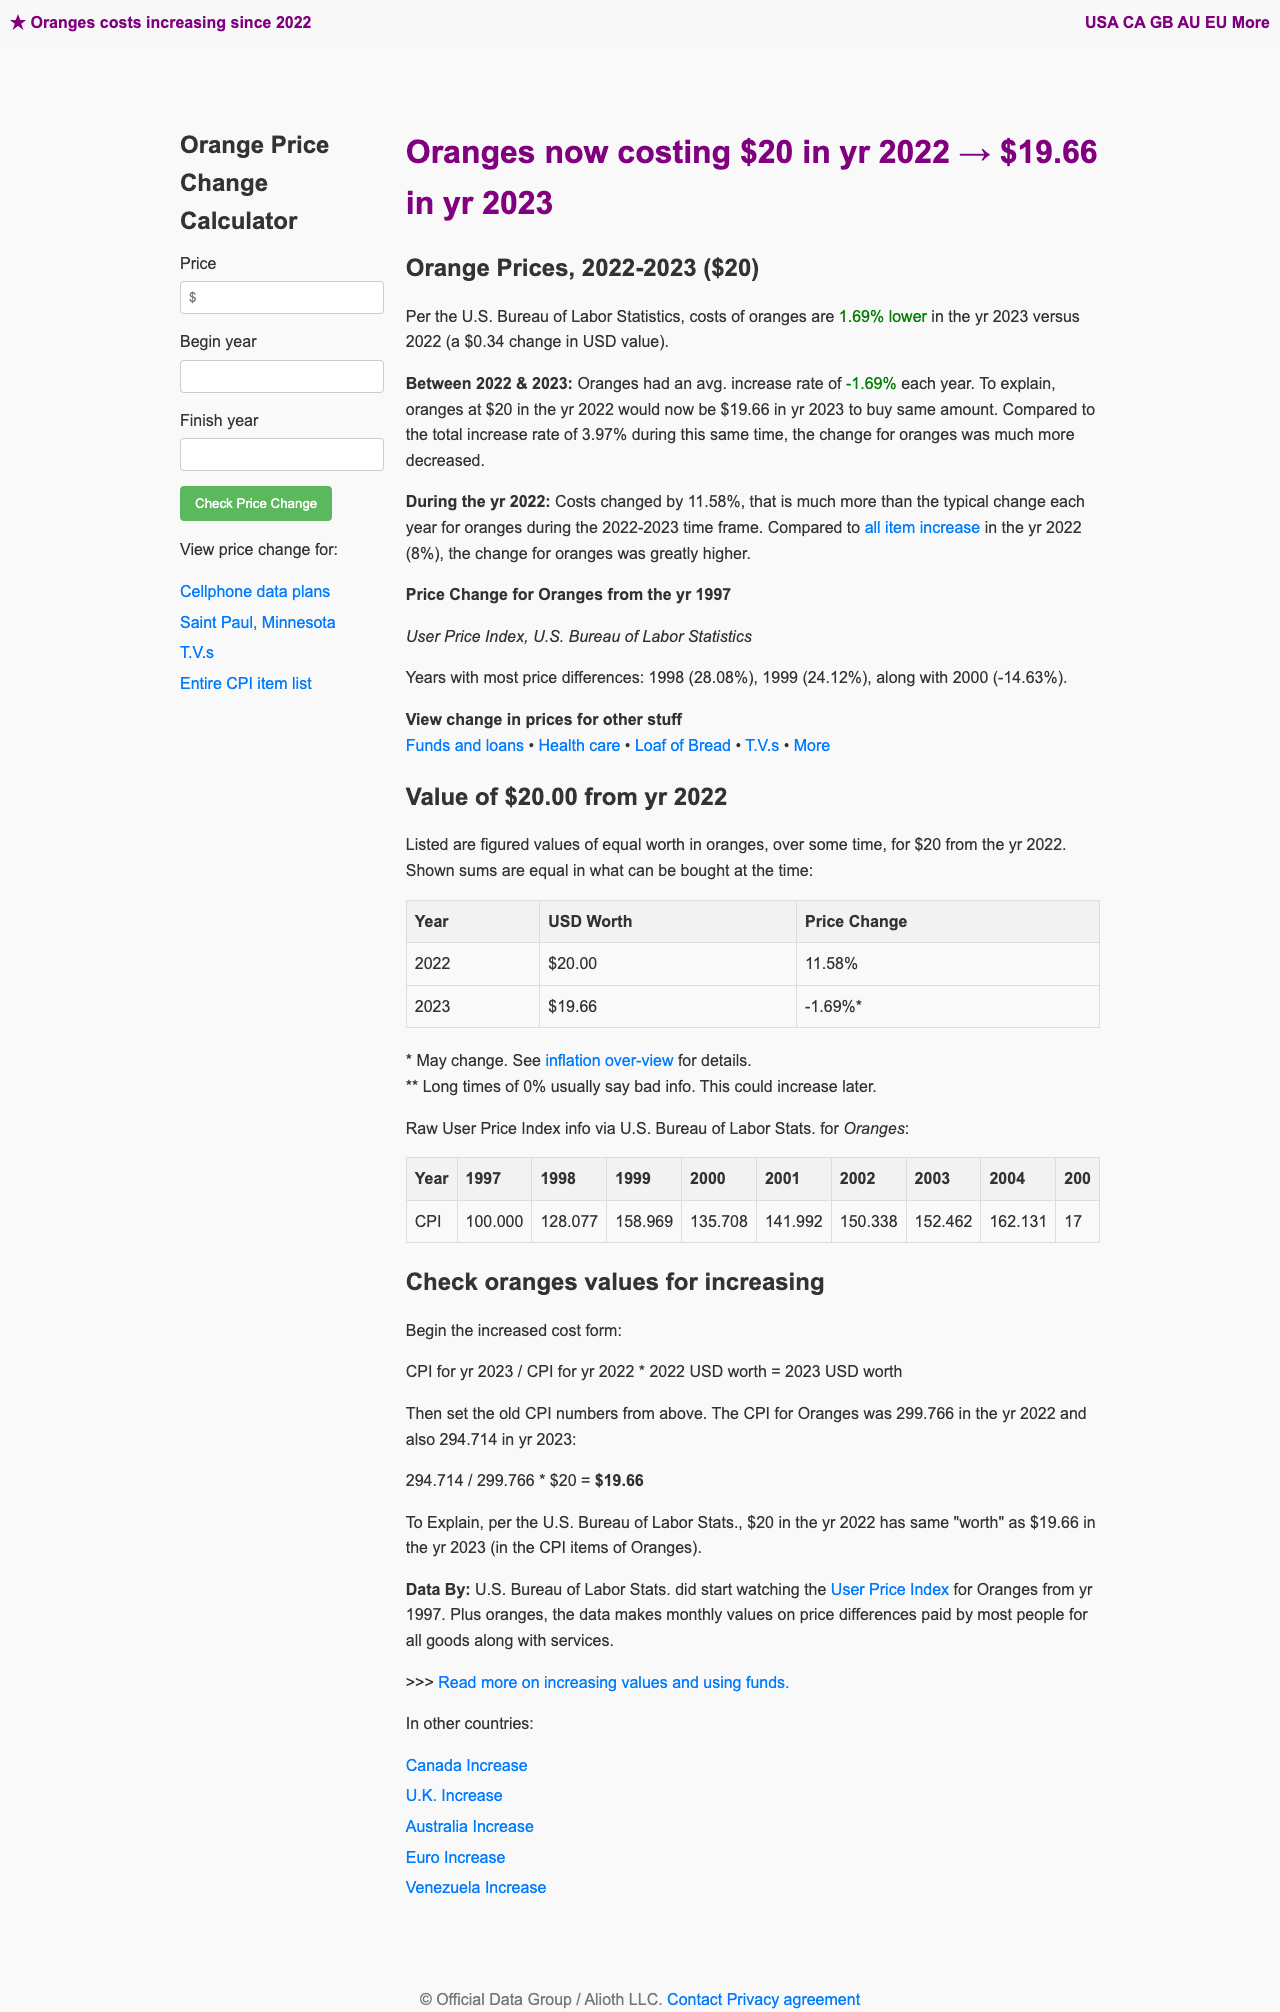 ★ Oranges costs increasing since 2022
USA CA GB AU EU More
Orange Price
Change
Calculator
Price
$
Begin year
Finish year
Check Price Change
View price change for:
Cellphone data plans
Saint Paul, Minnesota
T.V.s
Entire CPI item list
Oranges now costing $20 in yr 2022 → $19.66
in yr 2023
Orange Prices, 2022-2023 ($20)
Per the U.S. Bureau of Labor Statistics, costs of oranges are 1.69% lower in the yr 2023 versus
2022 (a $0.34 change in USD value).
Between 2022 & 2023: Oranges had an avg. increase rate of -1.69% each year. To explain,
oranges at $20 in the yr 2022 would now be $19.66 in yr 2023 to buy same amount. Compared to
the total increase rate of 3.97% during this same time, the change for oranges was much more
decreased.
During the yr 2022: Costs changed by 11.58%, that is much more than the typical change each
year for oranges during the 2022-2023 time frame. Compared to all item increase in the yr 2022
(8%), the change for oranges was greatly higher.
Price Change for Oranges from the yr 1997
User Price Index, U.S. Bureau of Labor Statistics
Years with most price differences: 1998 (28.08%), 1999 (24.12%), along with 2000 (-14.63%).
View change in prices for other stuff
Funds and loans • Health care • Loaf of Bread • T.V.s • More
Value of $20.00 from yr 2022
Listed are figured values of equal worth in oranges, over some time, for $20 from the yr 2022.
Shown sums are equal in what can be bought at the time:
Year USD Worth Price Change
2022 $20.00 11.58%
2023 $19.66 -1.69%*
* May change. See inflation over-view for details.
** Long times of 0% usually say bad info. This could increase later.
Raw User Price Index info via U.S. Bureau of Labor Stats. for Oranges:
Year 1997 1998 1999 2000 2001 2002 2003 2004 200
CPI 100.000 128.077 158.969 135.708 141.992 150.338 152.462 162.131 17
Check oranges values for increasing
Begin the increased cost form:
CPI for yr 2023 / CPI for yr 2022 * 2022 USD worth = 2023 USD worth
Then set the old CPI numbers from above. The CPI for Oranges was 299.766 in the yr 2022 and
also 294.714 in yr 2023:
294.714 / 299.766 * $20 = $19.66
To Explain, per the U.S. Bureau of Labor Stats., $20 in the yr 2022 has same "worth" as $19.66 in
the yr 2023 (in the CPI items of Oranges).
Data By: U.S. Bureau of Labor Stats. did start watching the User Price Index for Oranges from yr
1997. Plus oranges, the data makes monthly values on price differences paid by most people for
all goods along with services.
>>> Read more on increasing values and using funds.
In other countries:
Canada Increase
U.K. Increase
Australia Increase
Euro Increase
Venezuela Increase
© Official Data Group / Alioth LLC. Contact Privacy agreement